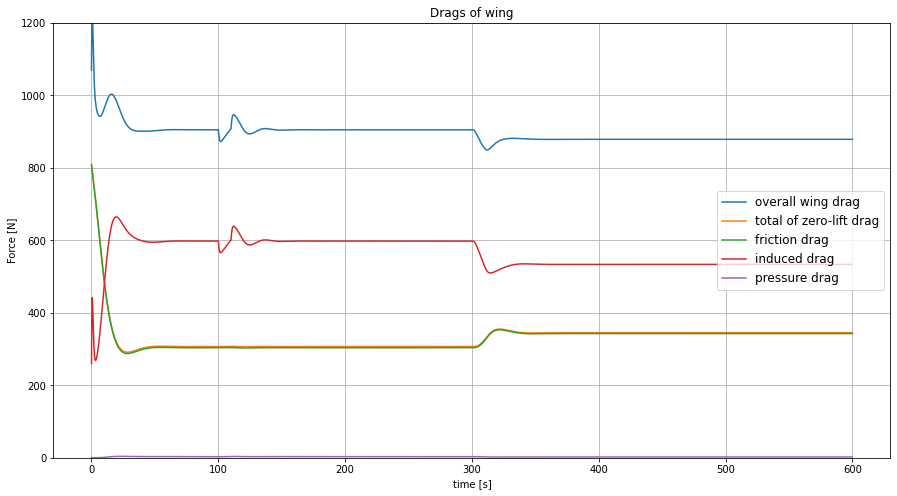 Drags of wing
1200
1000
800
600
400
200
0
Force [N]
overall wing drag
total of zero-lift drag
friction drag
induced drag
pressure drag
0 100 200 300 400 500 600
time [s]